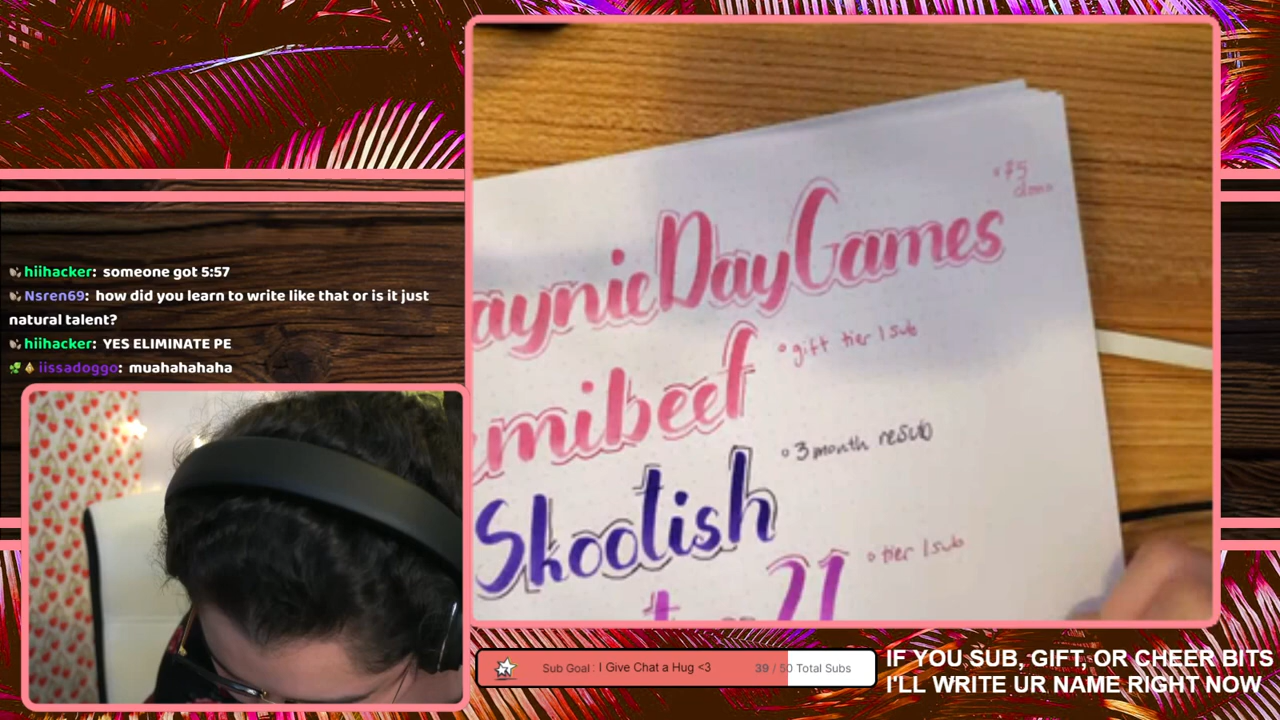 hiihacker: someone got 5:57
Nsren69: how did you learn to write like that or is it just
natural talent?
hiihacker: YES ELIMINATE PE
iissadoggo: muahahahaha
$5
dono
aynieDayGames
gift tier 1 sub
mibeef
3 month resub
Skootish
tier 1 sub
21
Sub Goal : I Give Chat a Hug <3 39 / 50 Total Subs
IF YOU SUB, GIFT, OR CHEER BITS
I'LL WRITE UR NAME RIGHT NOW